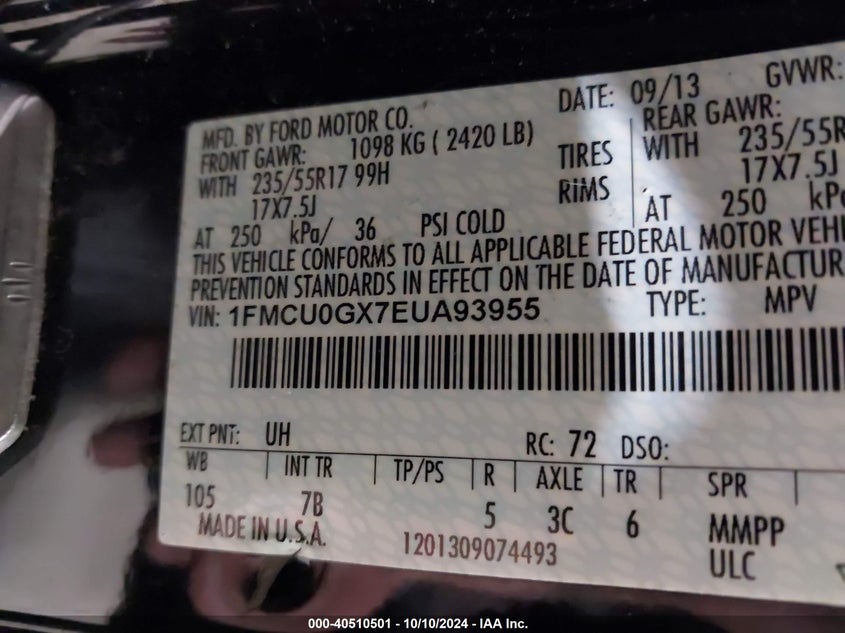 MFD. BY FORD MOTOR CO.
DATE: 09/13
GVWR:
FRONT GAWR: 1098 KG ( 2420 LB)
REAR GAWR:
WITH 235/55R17 99H
TIRES
WITH 235/55R
17X7.5J
RiMS
17X7.5J
AT 250 kPa/ 36 PSI COLD
AT 250 kPa
THIS VEHICLE CONFORMS TO ALL APPLICABLE FEDERAL MOTOR VEHI
PREVENTION STANDARDS IN EFFECT ON THE DATE OF MANUFACTUR
VIN: 1FMCU0GX7EUA93955
TYPE: MPV
EXT PNT: UH
RC: 72 DSO:
WB | INT TR | TP/PS | R | AXLE | TR | SPR
105 7B 5 3C 6 MMPP
ULC
MADE IN U.S.A.
1201309074493
000-40510501 - 10/10/2024 - IAA Inc.